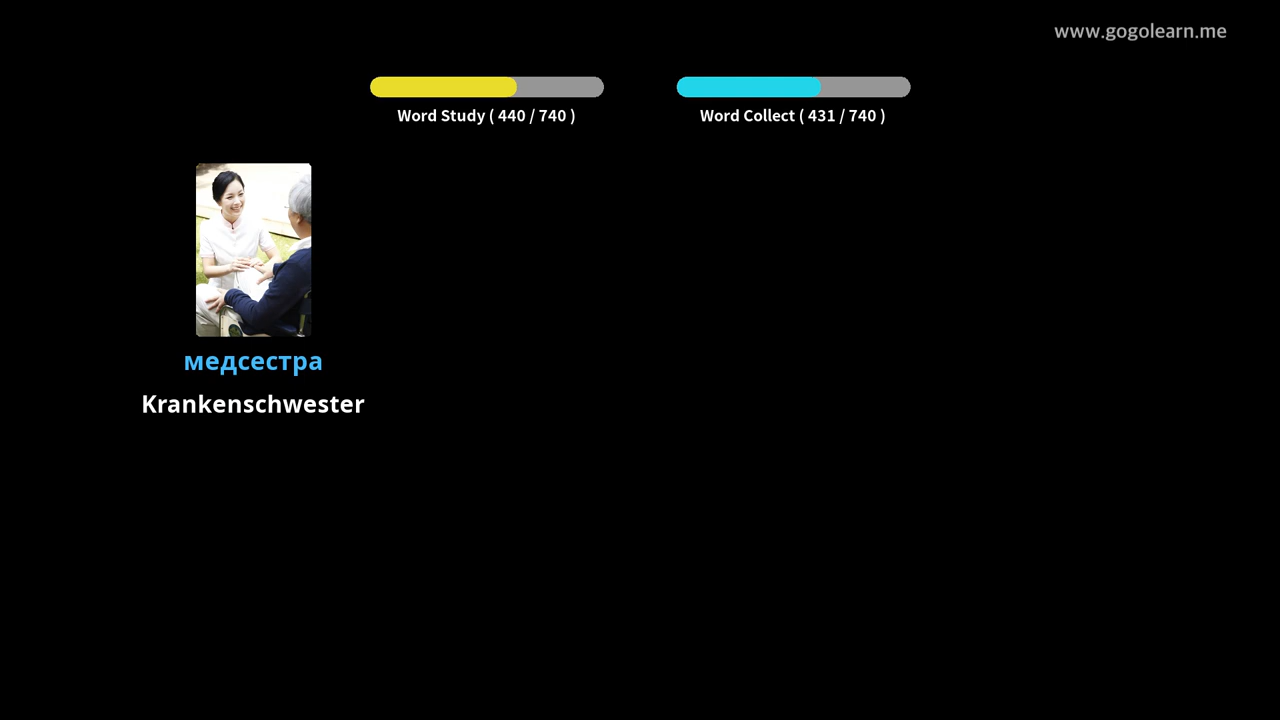 www.gogolearn.me
Word Study ( 440 / 740 )
Word Collect ( 431 / 740 )
медсестра
Krankenschwester